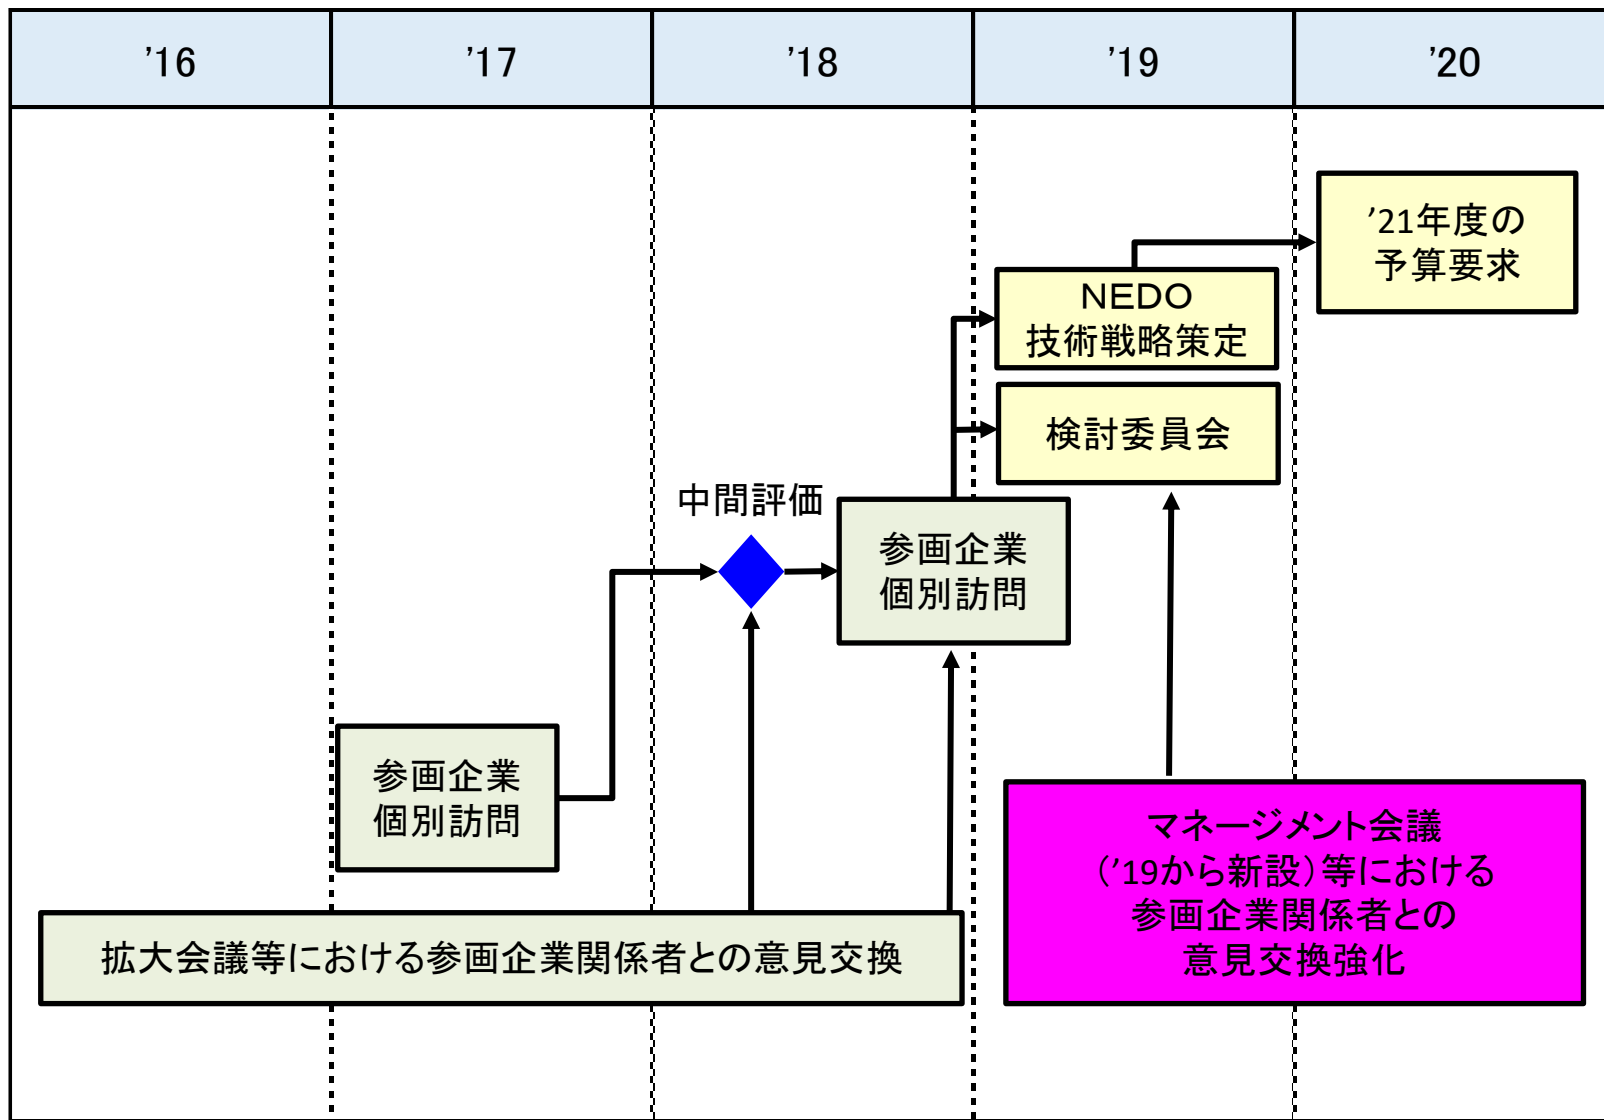 ’16
’17
’18
’19
’20
’21年度の
予算要求
NEDO
技術戦略策定
検討委員会
中間評価
参画企業
個別訪問
参画企業
個別訪問
マネージメント会議
（’19から新設）等における
参画企業関係者との
意見交換強化
拡大会議等における参画企業関係者との意見交換